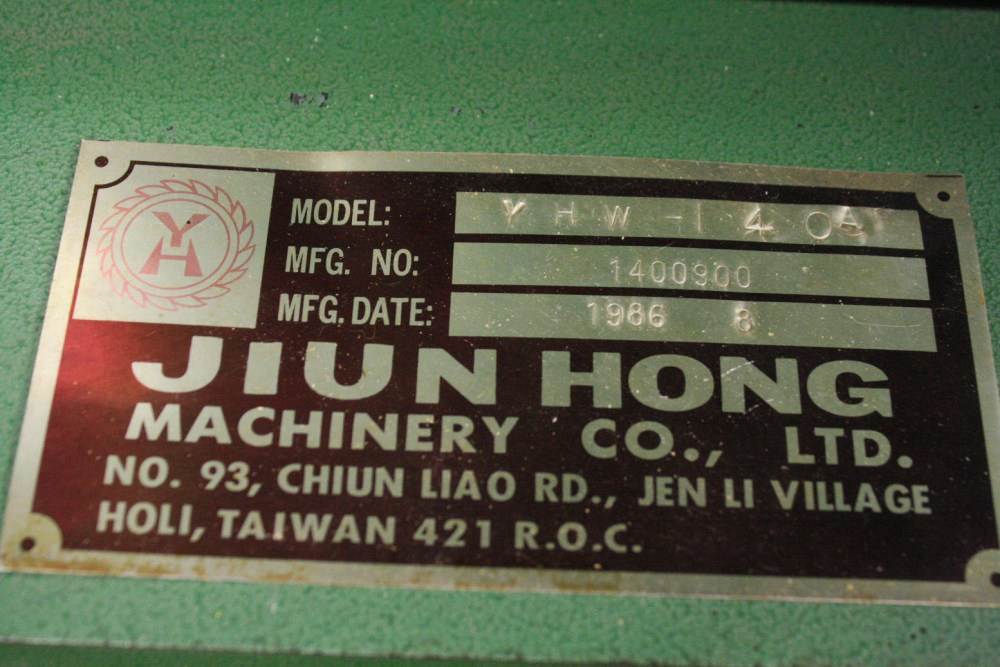 YH
MODEL: YHW-140A
MFG. NO: 1400900
MFG. DATE: 1986 8
JIUN HONG
MACHINERY CO., LTD.
NO. 93, CHIUN LIAO RD., JEN LI VILLAGE
HOLI, TAIWAN 421 R.O.C.